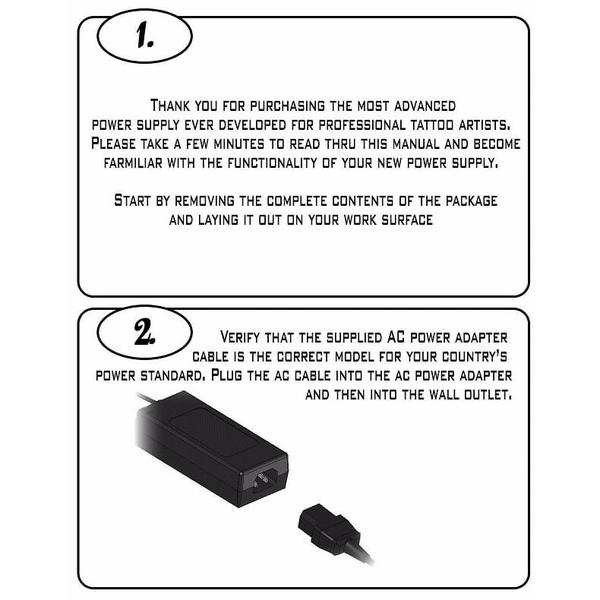 1.
Thank you for purchasing the most advanced
power supply ever developed for professional tattoo artists.
Please take a few minutes to read thru this manual and become
farmiliar with the functionality of your new power supply.
Start by removing the complete contents of the package
and laying it out on your work surface
2.
Verify that the supplied AC power adapter
cable is the correct model for your country's
power standard. Plug the ac cable into the ac power adapter
and then into the wall outlet.